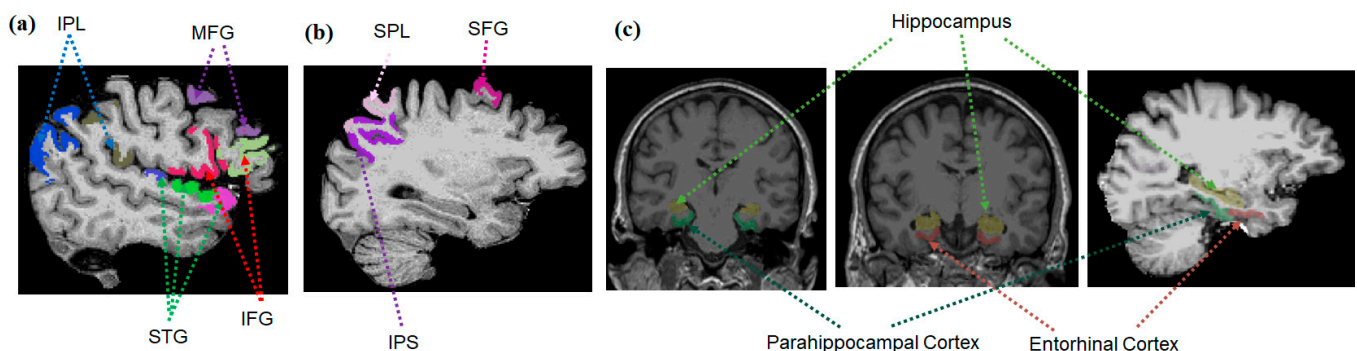 (a)
IPL
MFG
(b)
SPL
SFG
(c)
Hippocampus
STG
IFG
IPS
Parahippocampal Cortex
Entorhinal Cortex